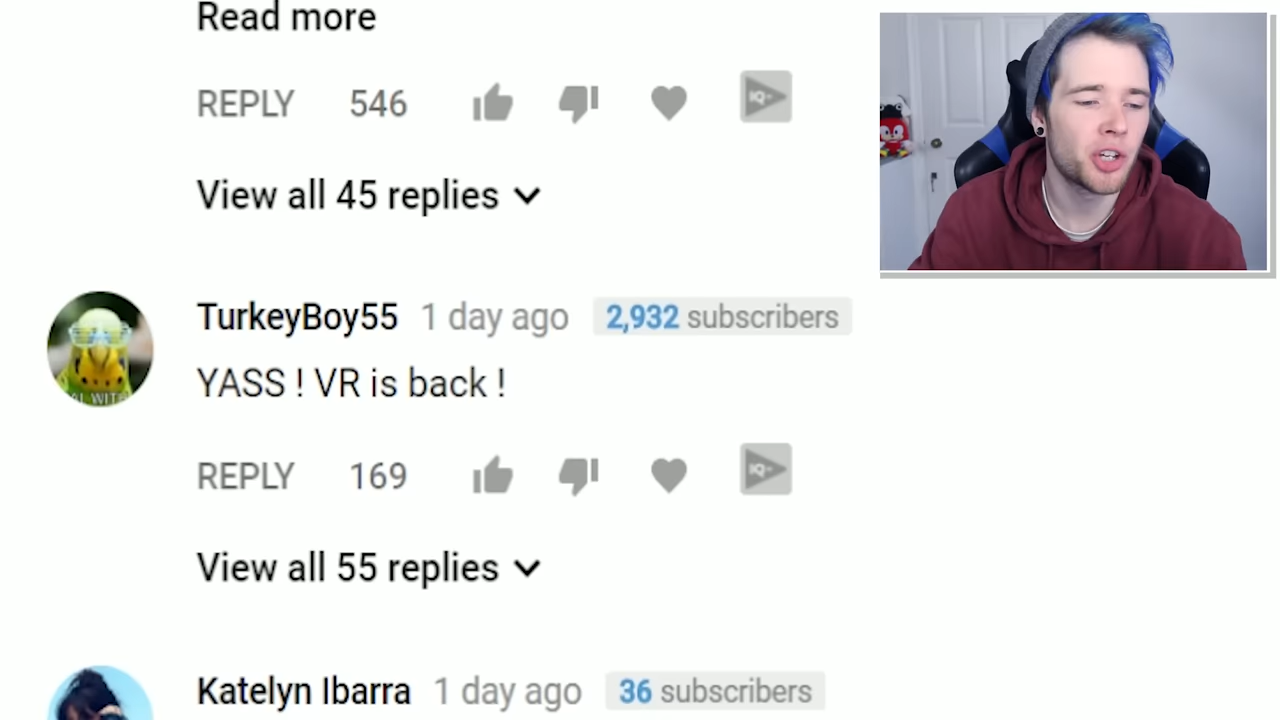 Read more
REPLY 546
View all 45 replies
TurkeyBoy55 1 day ago 2,932 subscribers
YASS ! VR is back !
REPLY 169
View all 55 replies
Katelyn Ibarra 1 day ago 36 subscribers